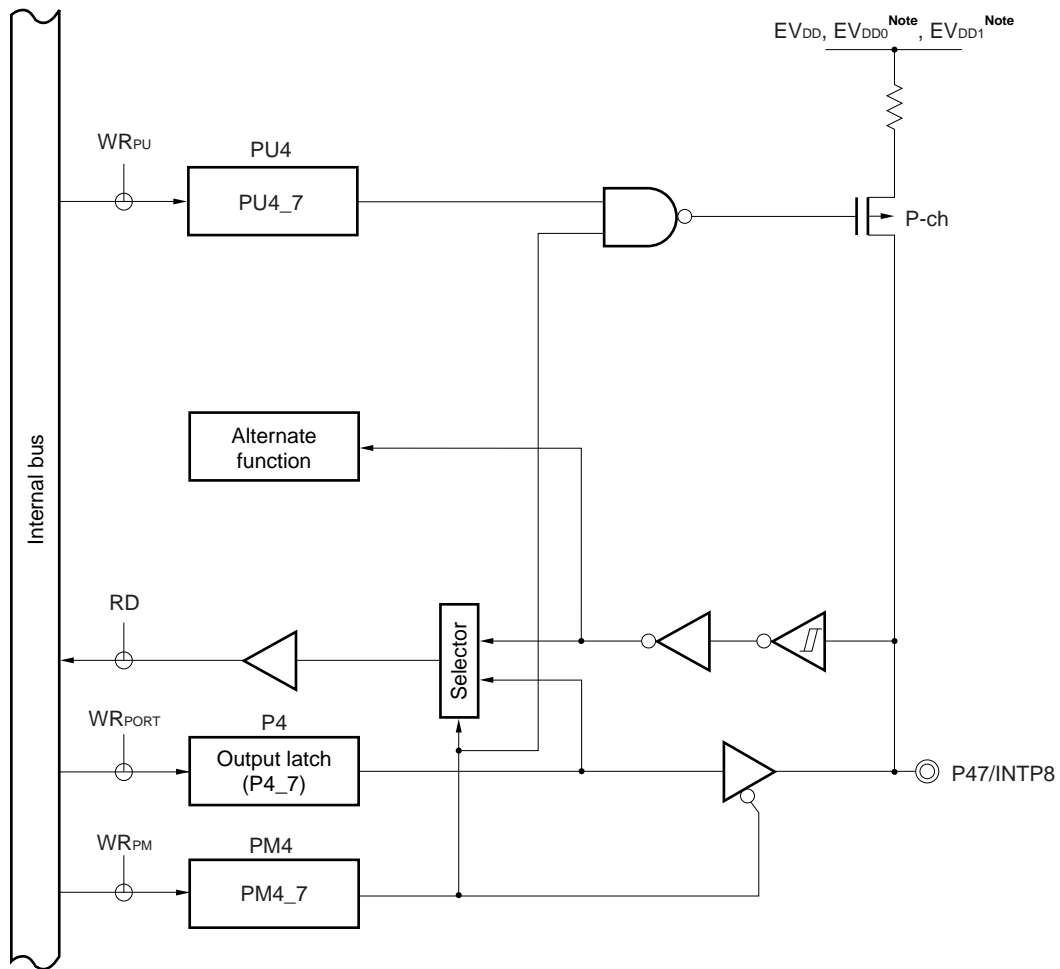 EVDD, EVDD0Note, EVDD1Note
WRPU
PU4
PU4_7
P-ch
Alternate
function
Internal bus
RD
Selector
WRPORT
P4
Output latch
(P4_7)
P47/INTP8
WRPM
PM4
PM4_7